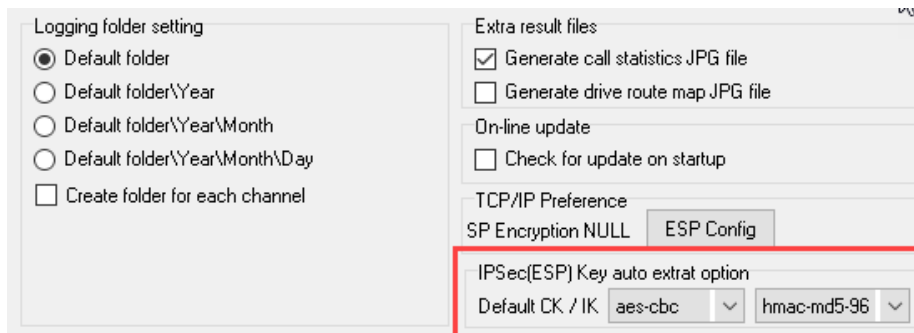 Logging folder setting
Default folder
Default folder\Year
Default folder\Year\Month
Default folder\Year\Month\Day
Create folder for each channel
Extra result files
Generate call statistics JPG file
Generate drive route map JPG file
On-line update
Check for update on startup
TCP/IP Preference
SP Encryption NULL ESP Config
IPSec(ESP) Key auto extrat option
Default CK / IK aes-cbc hmac-md5-96